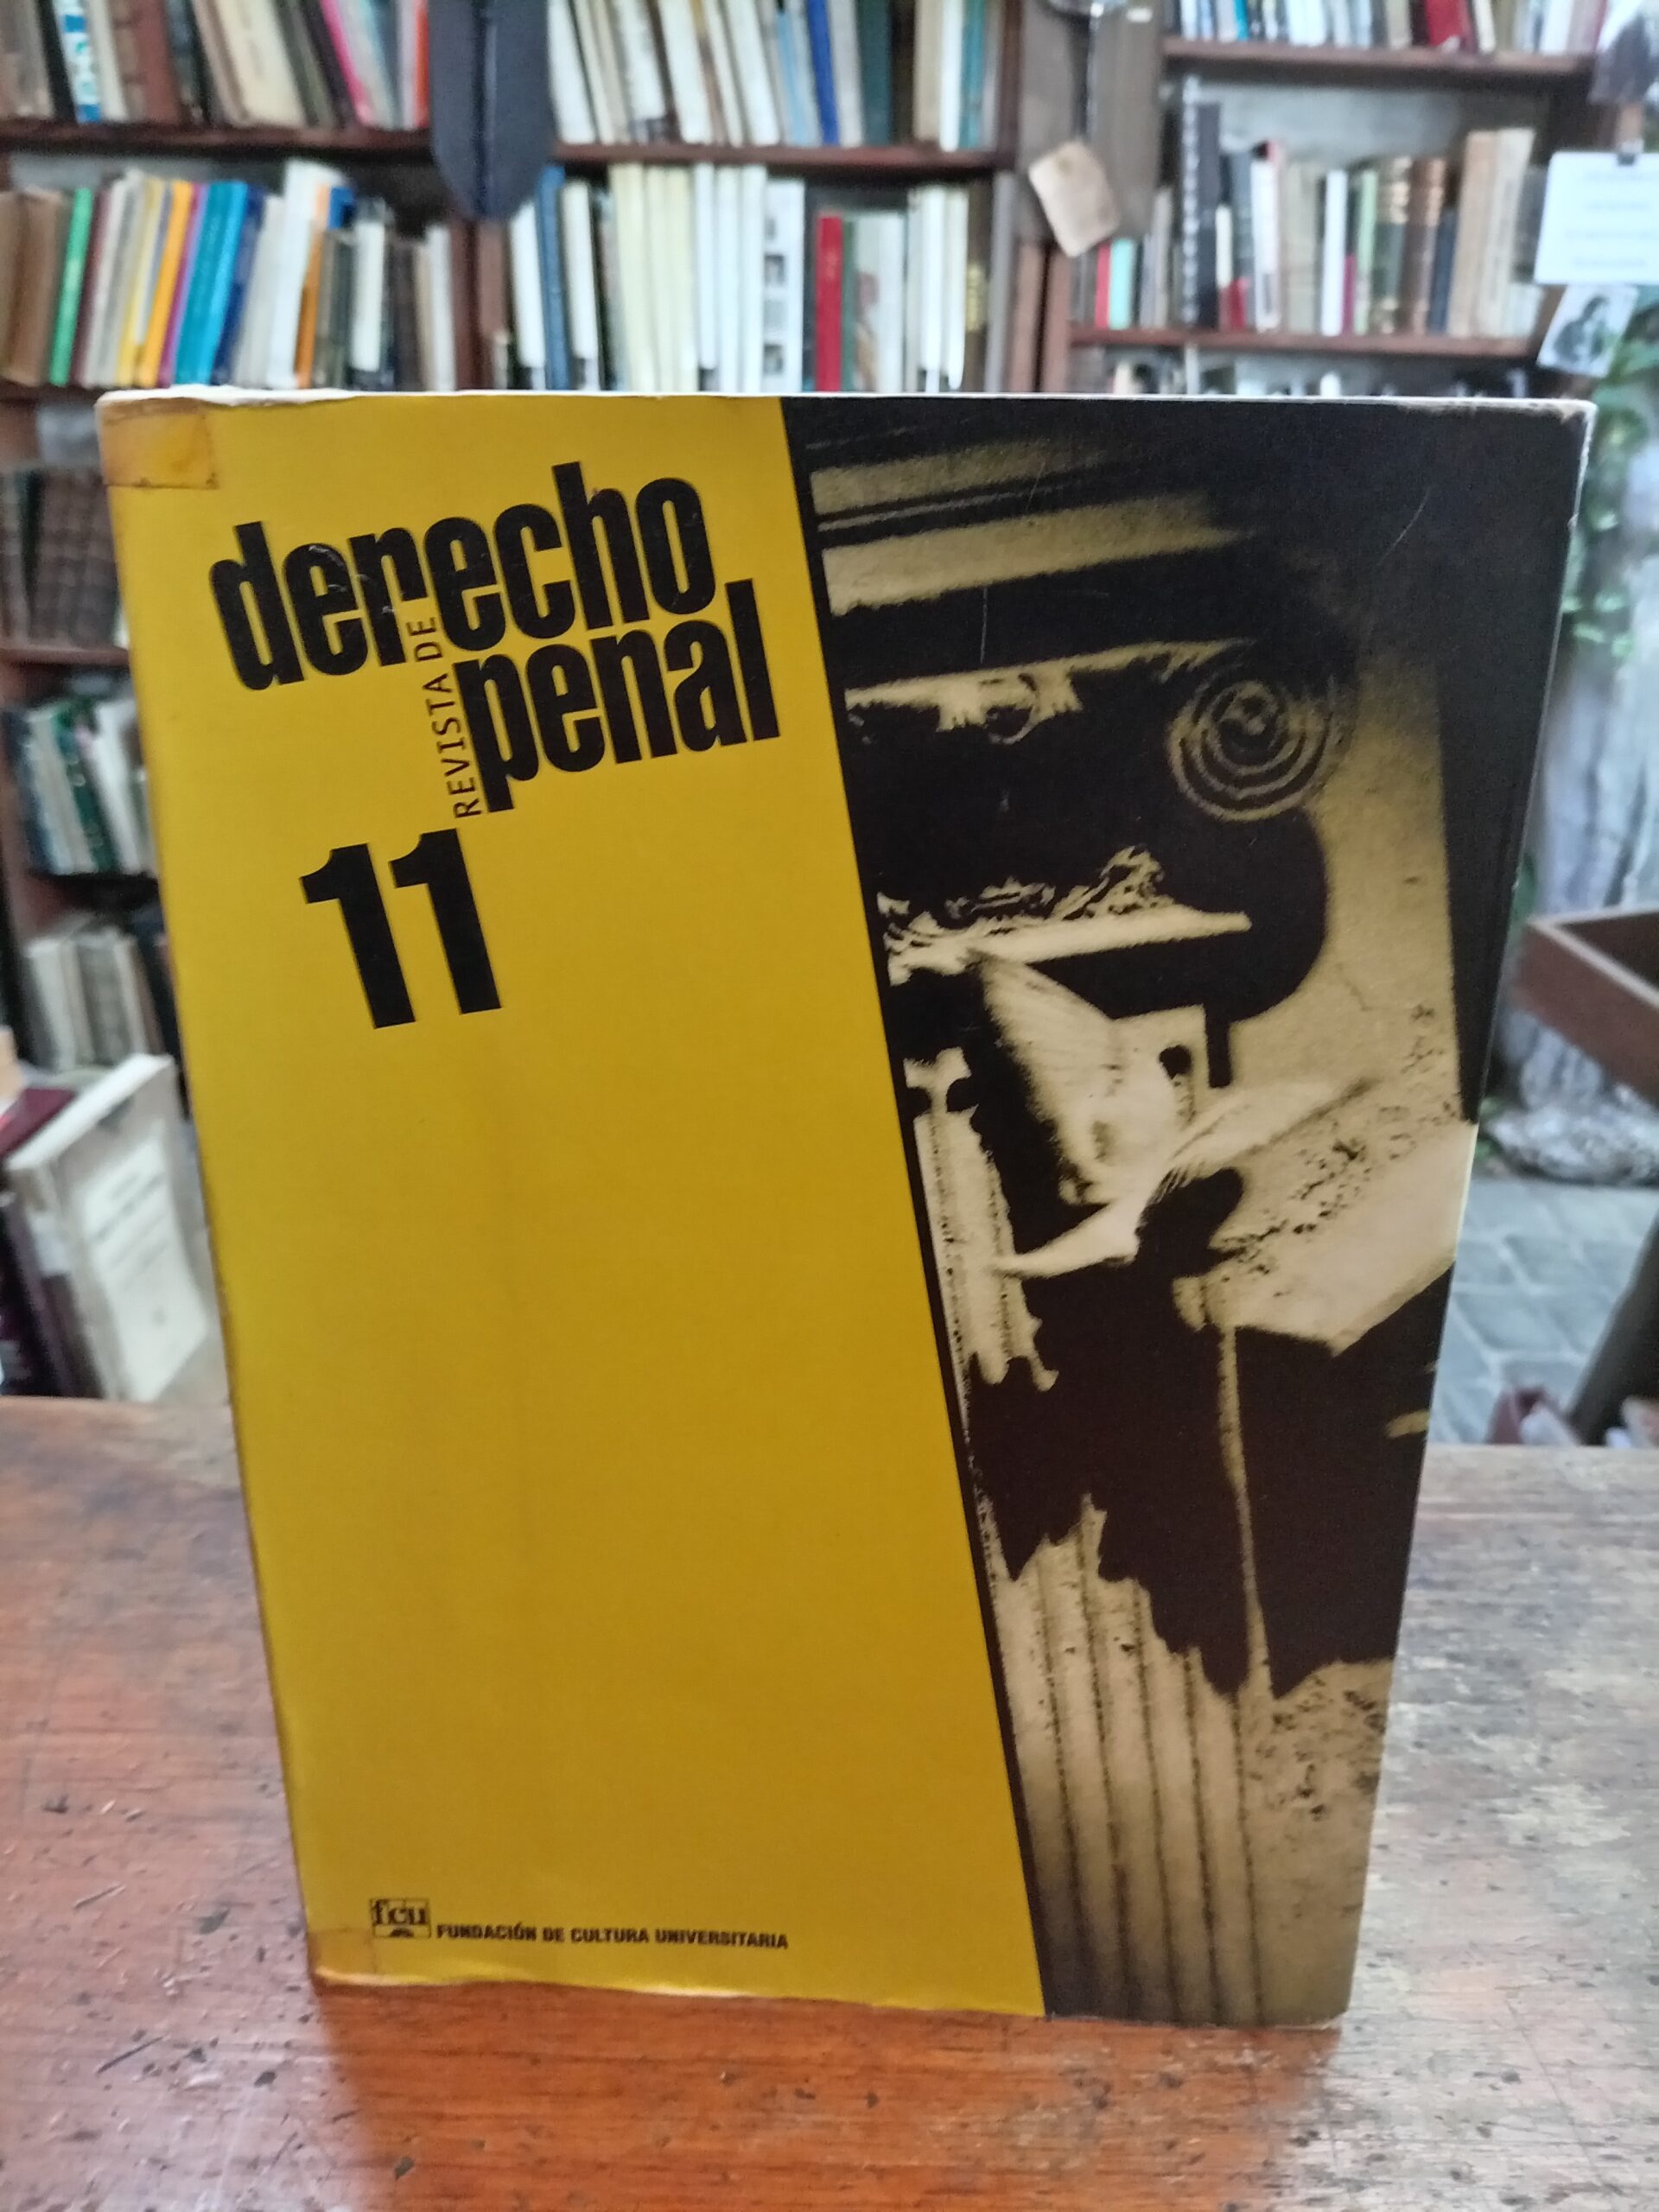 derecho
REVISTA DE
penal
11
fcu
FUNDACIÓN DE CULTURA UNIVERSITARIA